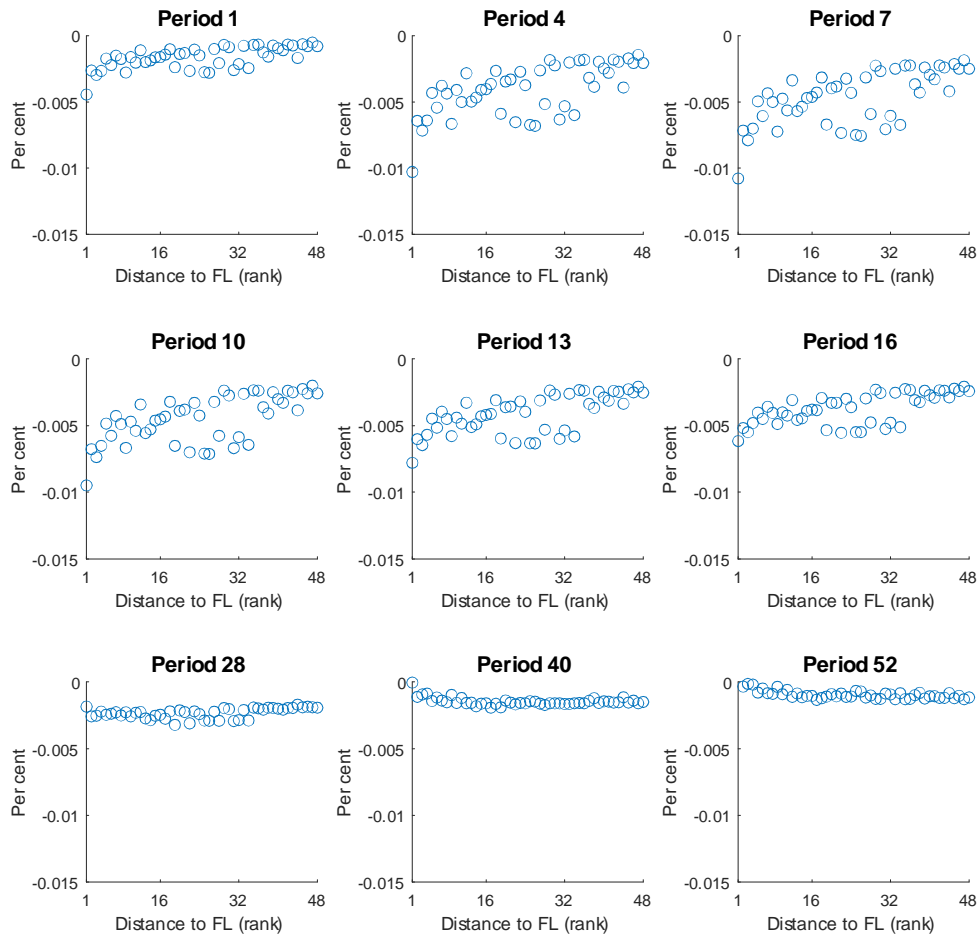 Period 1
Period 4
Period 7
0
-0.005
-0.01
-0.015
Per cent
1
16
32
48
Distance to FL (rank)
0
-0.005
-0.01
-0.015
Per cent
1
16
32
48
Distance to FL (rank)
0
-0.005
-0.01
-0.015
Per cent
1
16
32
48
Distance to FL (rank)
Period 10
Period 13
Period 16
0
-0.005
-0.01
-0.015
Per cent
1
16
32
48
Distance to FL (rank)
0
-0.005
-0.01
-0.015
Per cent
1
16
32
48
Distance to FL (rank)
0
-0.005
-0.01
-0.015
Per cent
1
16
32
48
Distance to FL (rank)
Period 28
Period 40
Period 52
0
-0.005
-0.01
-0.015
Per cent
1
16
32
48
Distance to FL (rank)
0
-0.005
-0.01
-0.015
Per cent
1
16
32
48
Distance to FL (rank)
0
-0.005
-0.01
-0.015
Per cent
1
16
32
48
Distance to FL (rank)